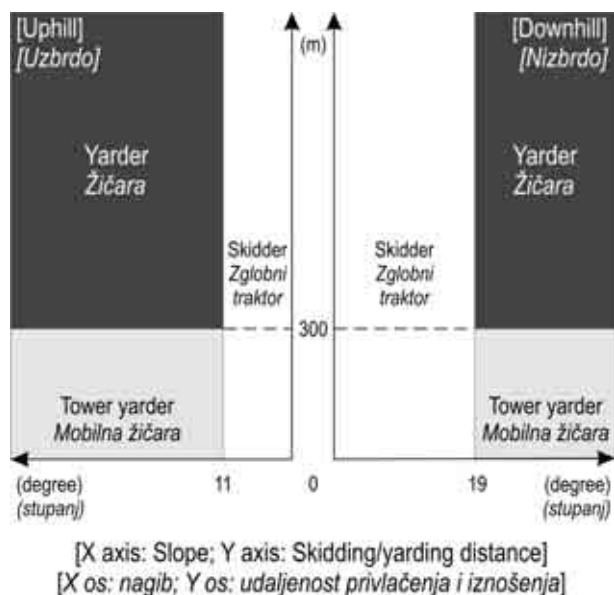 [Uphill]
[Uzbrdo]
(m)
[Downhill]
[Nizbrdo]
Yarder
Žičara
Yarder
Žičara
Skidder
Zglobni
traktor
Skidder
Zglobni
traktor
300
Tower yarder
Mobilna žičara
Tower yarder
Mobilna žičara
(degree)
(stupanj)
11
0
19
(degree)
(stupanj)
[X axis: Slope; Y axis: Skidding/yarding distance]
[X os: nagib; Y os: udaljenost privlačenja i iznošenja]